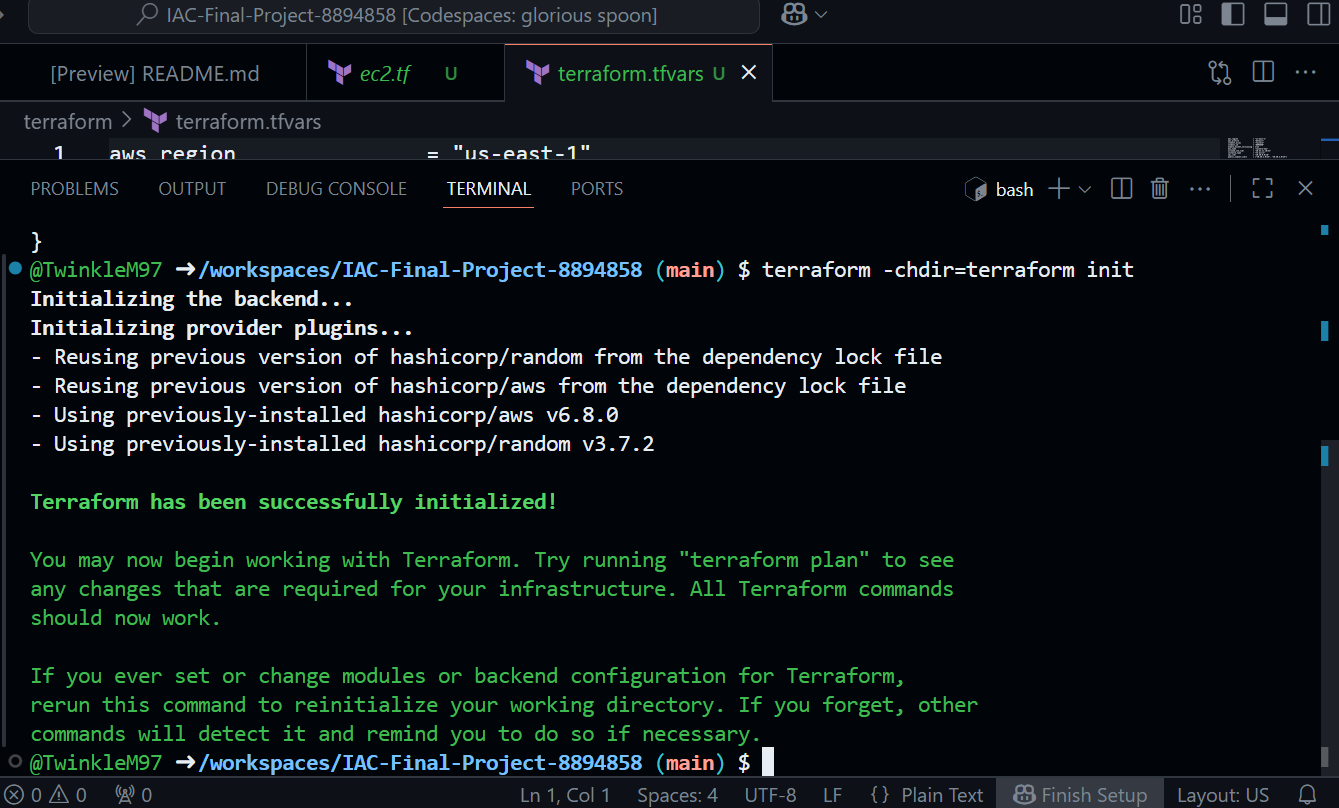 IAC-Final-Project-8894858 [Codespaces: glorious spoon]
[Preview] README.md ec2.tf U terraform.tfvars U
terraform > terraform.tfvars
1 aws_region = "us-east-1"
PROBLEMS OUTPUT DEBUG CONSOLE TERMINAL PORTS bash
}
@TwinkleM97 ➜/workspaces/IAC-Final-Project-8894858 (main) $ terraform -chdir=terraform init
Initializing the backend...
Initializing provider plugins...
- Reusing previous version of hashicorp/random from the dependency lock file
- Reusing previous version of hashicorp/aws from the dependency lock file
- Using previously-installed hashicorp/aws v6.8.0
- Using previously-installed hashicorp/random v3.7.2
Terraform has been successfully initialized!
You may now begin working with Terraform. Try running "terraform plan" to see
any changes that are required for your infrastructure. All Terraform commands
should now work.
If you ever set or change modules or backend configuration for Terraform,
rerun this command to reinitialize your working directory. If you forget, other
commands will detect it and remind you to do so if necessary.
@TwinkleM97 ➜/workspaces/IAC-Final-Project-8894858 (main) $
0 0 0 Ln 1, Col 1 Spaces: 4 UTF-8 LF {} Plain Text Finish Setup Layout: US